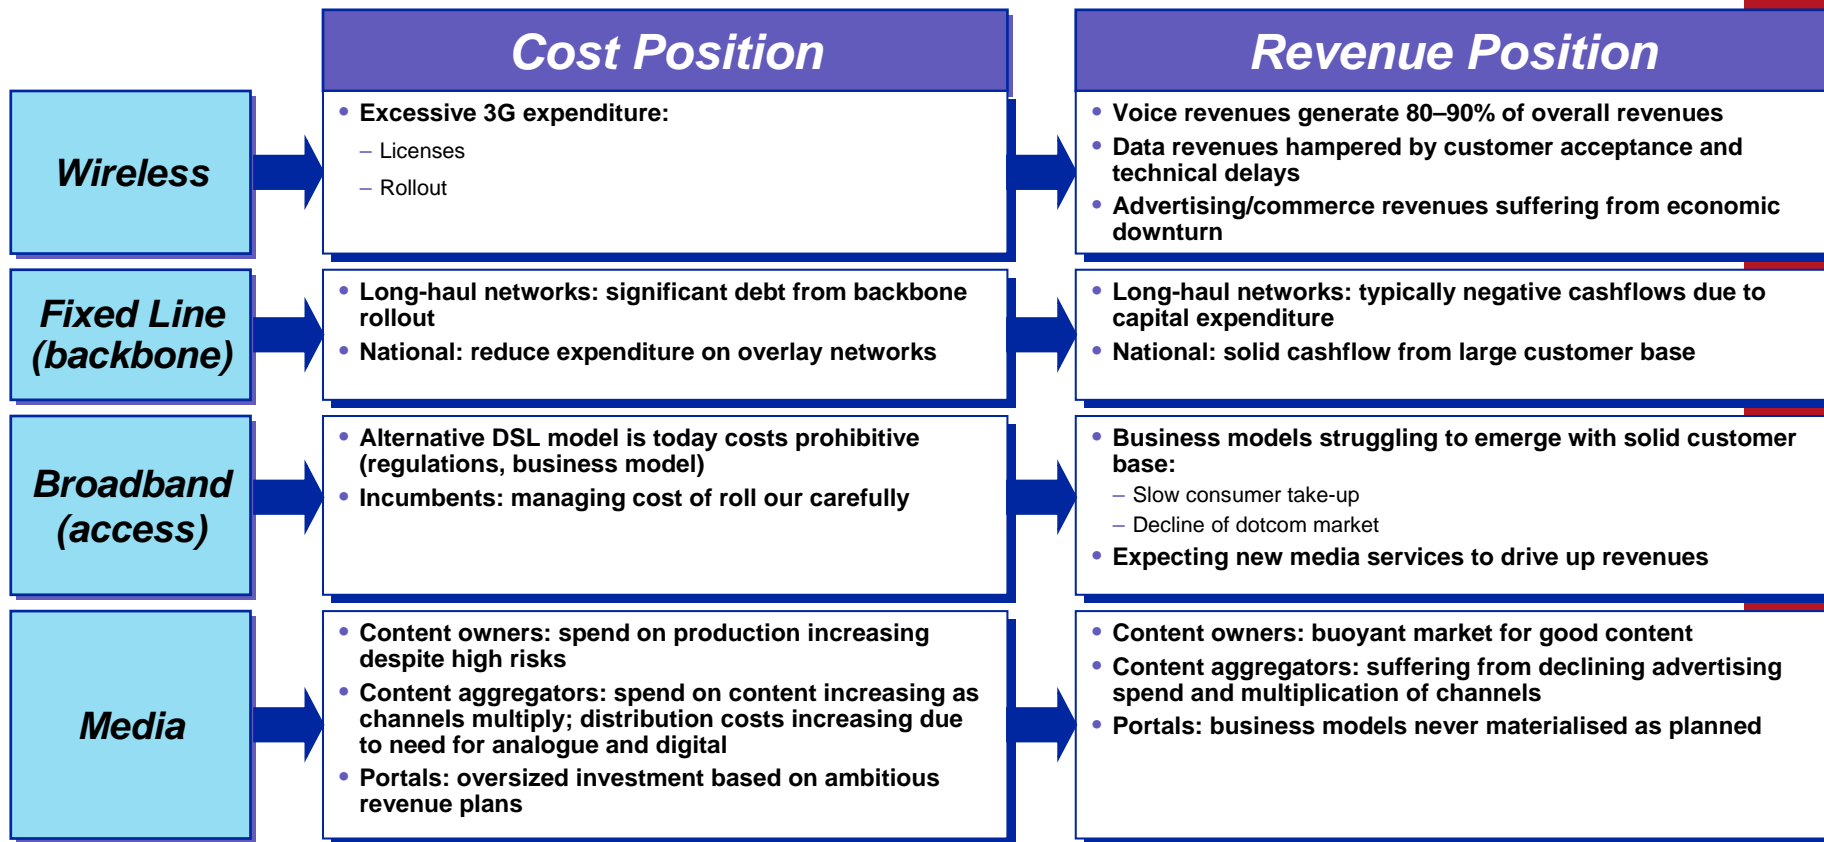 Cost Position
Revenue Position
Wireless
• Excessive 3G expenditure:
– Licenses
– Rollout
• Voice revenues generate 80–90% of overall revenues
• Data revenues hampered by customer acceptance and
technical delays
• Advertising/commerce revenues suffering from economic
downturn
Fixed Line
(backbone)
• Long-haul networks: significant debt from backbone
rollout
• National: reduce expenditure on overlay networks
• Long-haul networks: typically negative cashflows due to
capital expenditure
• National: solid cashflow from large customer base
Broadband
(access)
• Alternative DSL model is today costs prohibitive
(regulations, business model)
• Incumbents: managing cost of roll our carefully
• Business models struggling to emerge with solid customer
base:
– Slow consumer take-up
– Decline of dotcom market
• Expecting new media services to drive up revenues
Media
• Content owners: spend on production increasing
despite high risks
• Content aggregators: spend on content increasing as
channels multiply; distribution costs increasing due
to need for analogue and digital
• Portals: oversized investment based on ambitious
revenue plans
• Content owners: buoyant market for good content
• Content aggregators: suffering from declining advertising
spend and multiplication of channels
• Portals: business models never materialised as planned